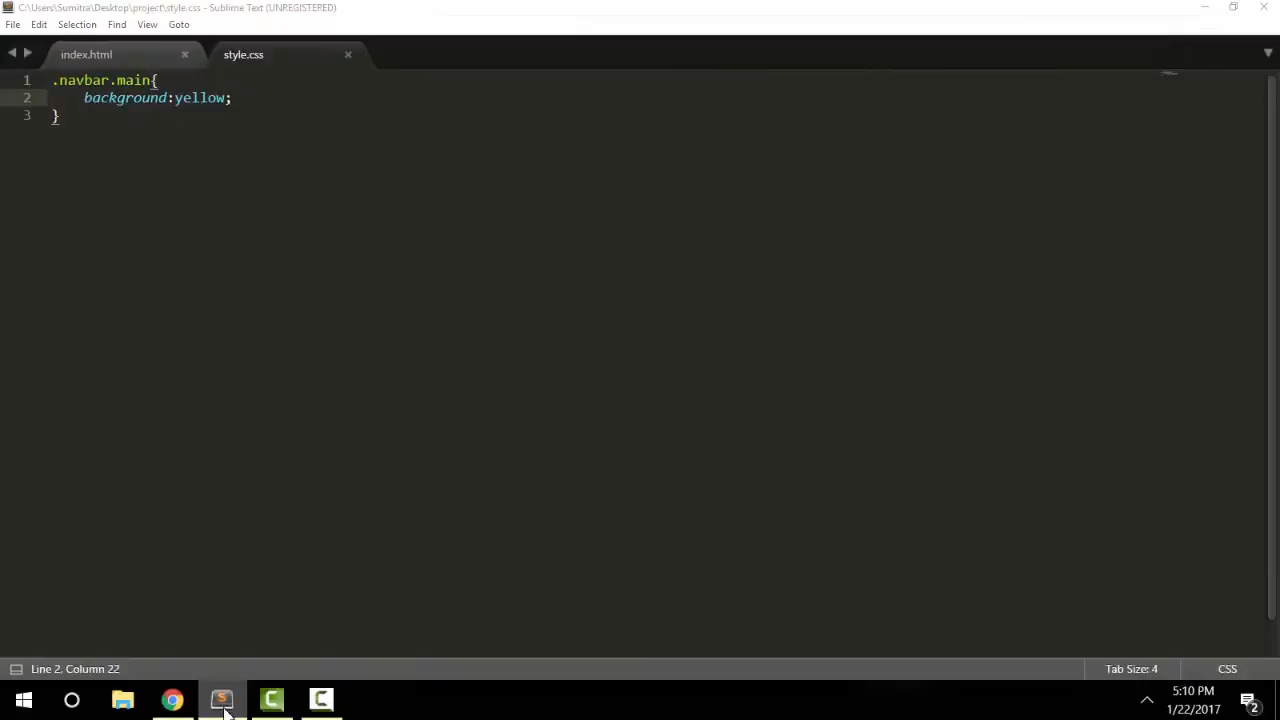 C:\Users\Sumitra\Desktop\project\style.css - Sublime Text (UNREGISTERED)
File Edit Selection Find View Goto
index.html style.css
1 .navbar.main{
2 background:yellow;
3 }
Line 2, Column 22 Tab Size: 4 CSS
5:10 PM
1/22/2017
2